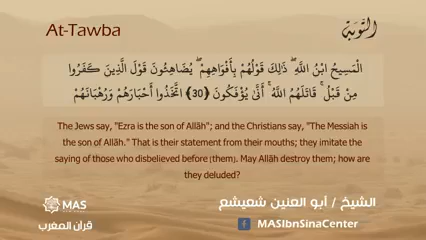 At-Tawba
التوبة
الْمَسِيحُ ابْنُ اللَّهِ ۖ ذَٰلِكَ قَوْلُهُمْ بِأَفْوَاهِهِمْ ۖ يُضَاهِئُونَ قَوْلَ الَّذِينَ كَفَرُوا
مِنْ قَبْلُ ۚ قَاتَلَهُمُ اللَّهُ ۚ أَنَّىٰ يُؤْفَكُونَ ﴿30﴾ اتَّخَذُوا أَحْبَارَهُمْ وَرُهْبَانَهُمْ
The Jews say, "Ezra is the son of Allāh"; and the Christians say, "The Messiah is
the son of Allāh." That is their statement from their mouths; they imitate the
saying of those who disbelieved before [them]. May Allāh destroy them; how are
they deluded?
MAS
قرآن المغرب
الشيخ / أبو العنين شعيشع
MASIbnSinaCenter